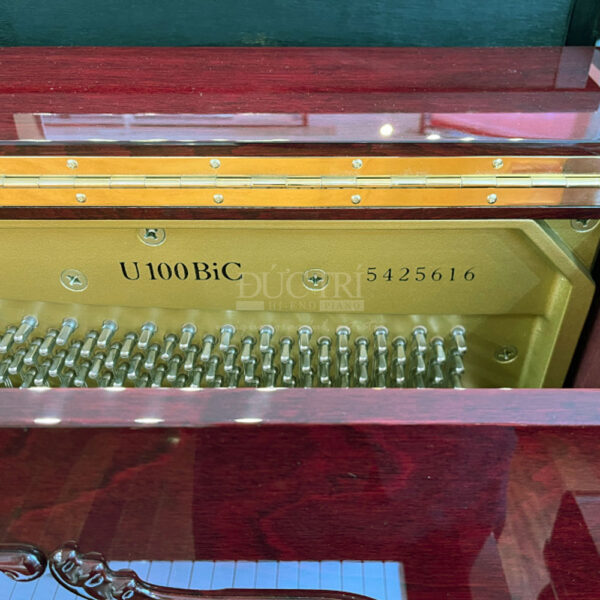 U100BiC
5425616
ĐỨC TRÍ
HI-END PIANO